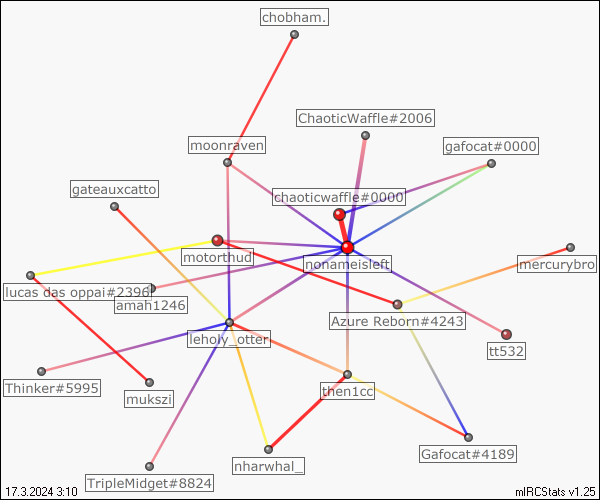 chobham.
ChaoticWaffle#2006
moonraven
gafocat#0000
gateauxcatto
chaoticwaffle#0000
motorthud
nonameisleft
mercurybro
lucas das oppai#2396
amah1246
Azure Reborn#4243
leholy_otter
tt532
Thinker#5995
mukszi
then1cc
Gafocat#4189
nharwhal_
TripleMidget#8824
17.3.2024 3:10
mIRCStats v1.25